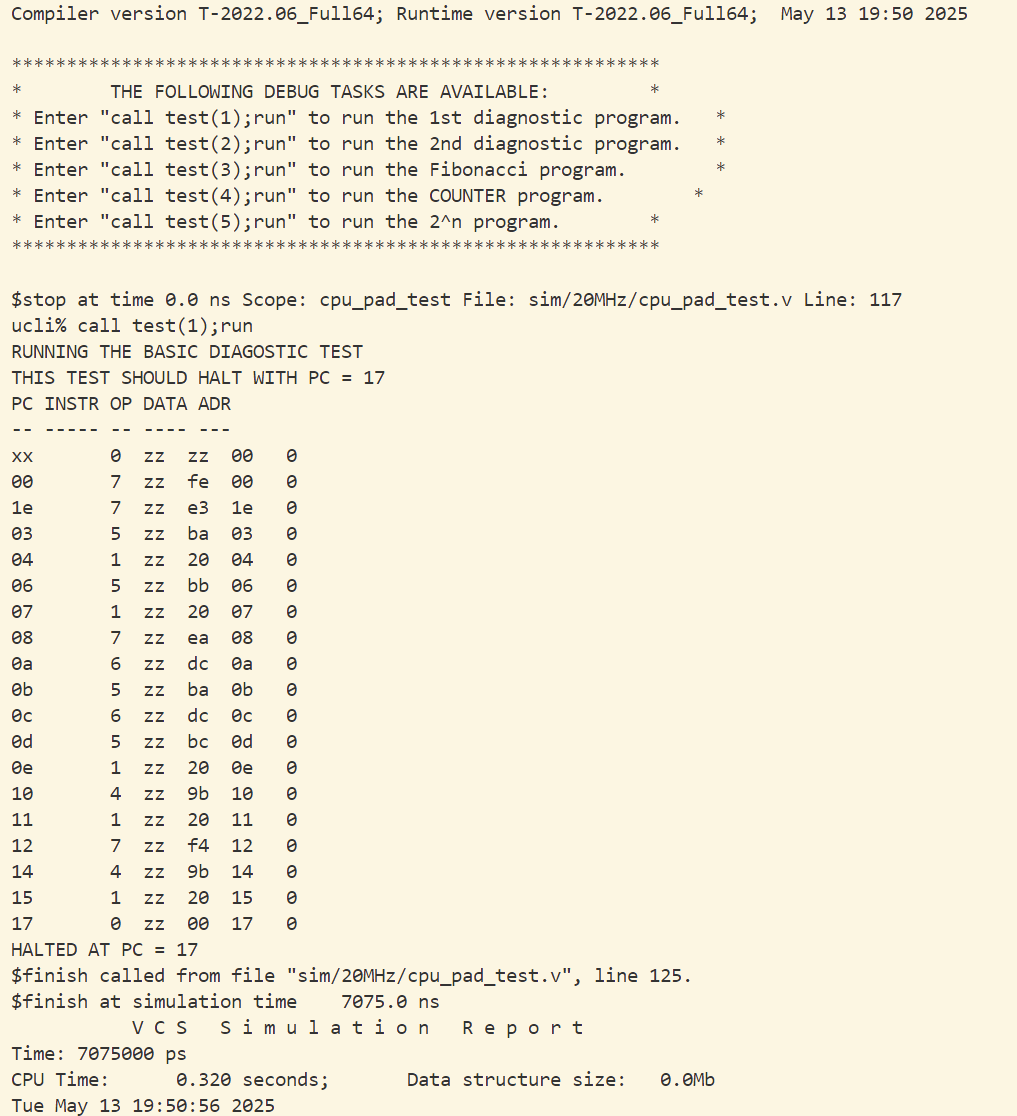 Compiler version T-2022.06_Full64; Runtime version T-2022.06_Full64;  May 13 19:50 2025

***********************************************************
*        THE FOLLOWING DEBUG TASKS ARE AVAILABLE:         *
* Enter "call test(1);run" to run the 1st diagnostic program.   *
* Enter "call test(2);run" to run the 2nd diagnostic program.   *
* Enter "call test(3);run" to run the Fibonacci program.        *
* Enter "call test(4);run" to run the COUNTER program.        *
* Enter "call test(5);run" to run the 2^n program.        *
***********************************************************

$stop at time 0.0 ns Scope: cpu_pad_test File: sim/20MHz/cpu_pad_test.v Line: 117
ucli% call test(1);run
RUNNING THE BASIC DIAGOSTIC TEST
THIS TEST SHOULD HALT WITH PC = 17
PC INSTR OP DATA ADR
-- ----- -- ---- ---
xx       0  zz  zz  00   0
00       7  zz  fe  00   0
1e       7  zz  e3  1e   0
03       5  zz  ba  03   0
04       1  zz  20  04   0
06       5  zz  bb  06   0
07       1  zz  20  07   0
08       7  zz  ea  08   0
0a       6  zz  dc  0a   0
0b       5  zz  ba  0b   0
0c       6  zz  dc  0c   0
0d       5  zz  bc  0d   0
0e       1  zz  20  0e   0
10       4  zz  9b  10   0
11       1  zz  20  11   0
12       7  zz  f4  12   0
14       4  zz  9b  14   0
15       1  zz  20  15   0
17       0  zz  00  17   0
HALTED AT PC = 17
$finish called from file "sim/20MHz/cpu_pad_test.v", line 125.
$finish at simulation time    7075.0 ns
           V C S   S i m u l a t i o n   R e p o r t
Time: 7075000 ps
CPU Time:      0.320 seconds;       Data structure size:   0.0Mb
Tue May 13 19:50:56 2025